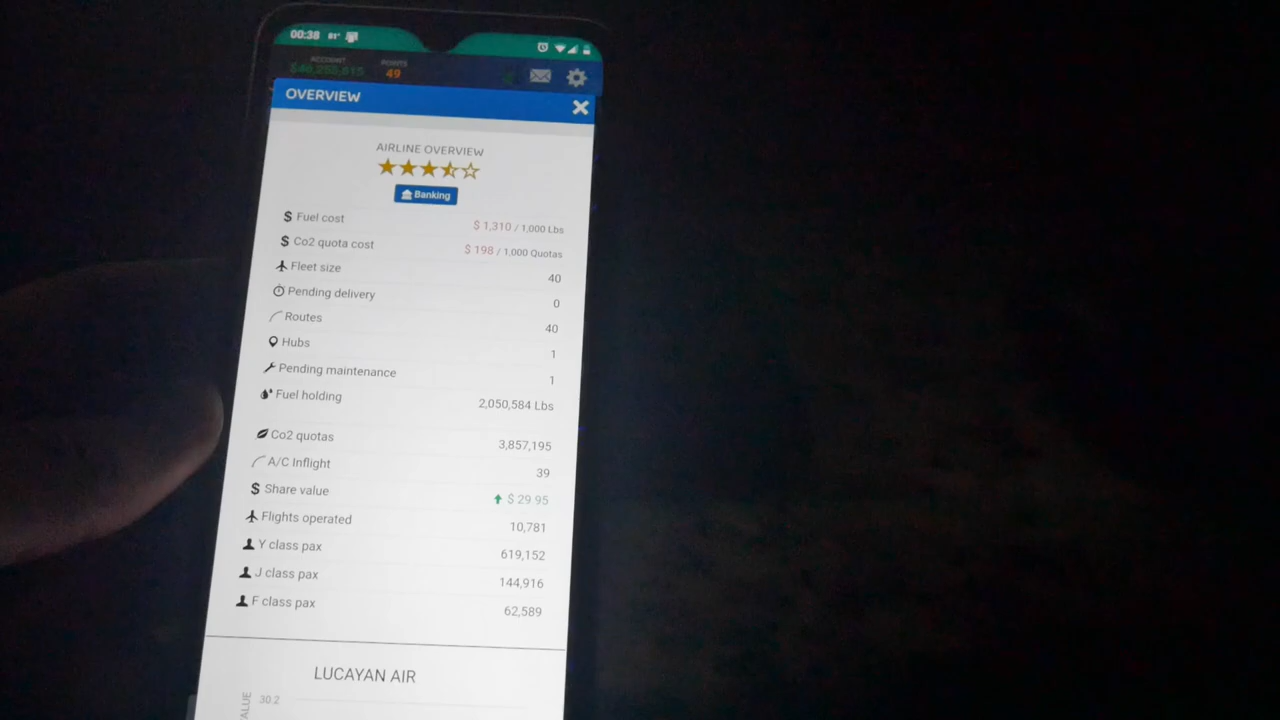 00:38 81°
ACCOUNT POINTS
49
OVERVIEW
AIRLINE OVERVIEW
Banking
Fuel cost $ 1,310 / 1,000 Lbs
Co2 quota cost $ 198 / 1,000 Quotas
Fleet size 40
Pending delivery 0
Routes 40
Hubs 1
Pending maintenance 1
Fuel holding 2,050,584 Lbs
Co2 quotas 3,857,195
A/C Inflight 39
$ Share value $ 29.95
Flights operated 10,781
Y class pax 619,152
J class pax 144,916
F class pax 62,589
LUCAYAN AIR
30.2